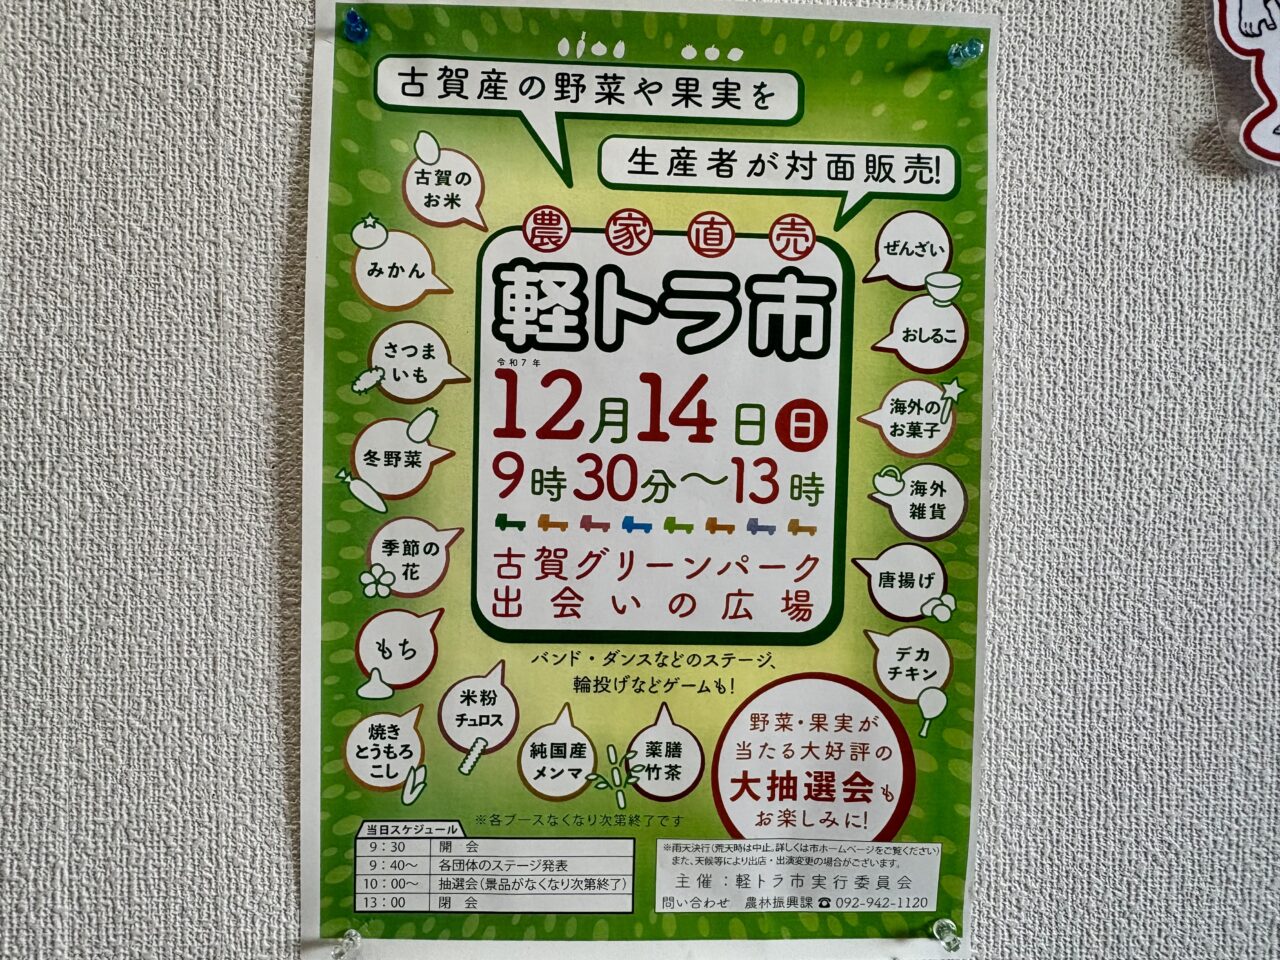 古賀産の野菜や果実を
生産者が対面販売!
農家直売
軽トラ市
令和7年
12月14日日
9時30分〜13時
古賀グリーンパーク
出会いの広場
古賀の
お米
みかん
さつま
いも
冬野菜
季節の
花
もち
焼き
とうもろ
こし
米粉
チュロス
純国産
メンマ
薬膳
竹茶
ぜんざい
おしるこ
海外の
お菓子
海外
雑貨
唐揚げ
デカ
チキン
バンド・ダンスなどのステージ、
輪投げなどゲームも!
野菜・果実が
当たる大好評の
大抽選会も
お楽しみに!
※各ブースなくなり次第終了です
当日スケジュール
9:30 開会
9:40〜 各団体のステージ発表
10:00〜 抽選会(景品がなくなり次第終了)
13:00 閉会
※雨天決行(荒天時は中止。詳しくは市ホームページをご覧ください)
また、天候等により出店・出演変更の場合がございます。
主催:軽トラ市実行委員会
問い合わせ 農林振興課☎092-942-1120